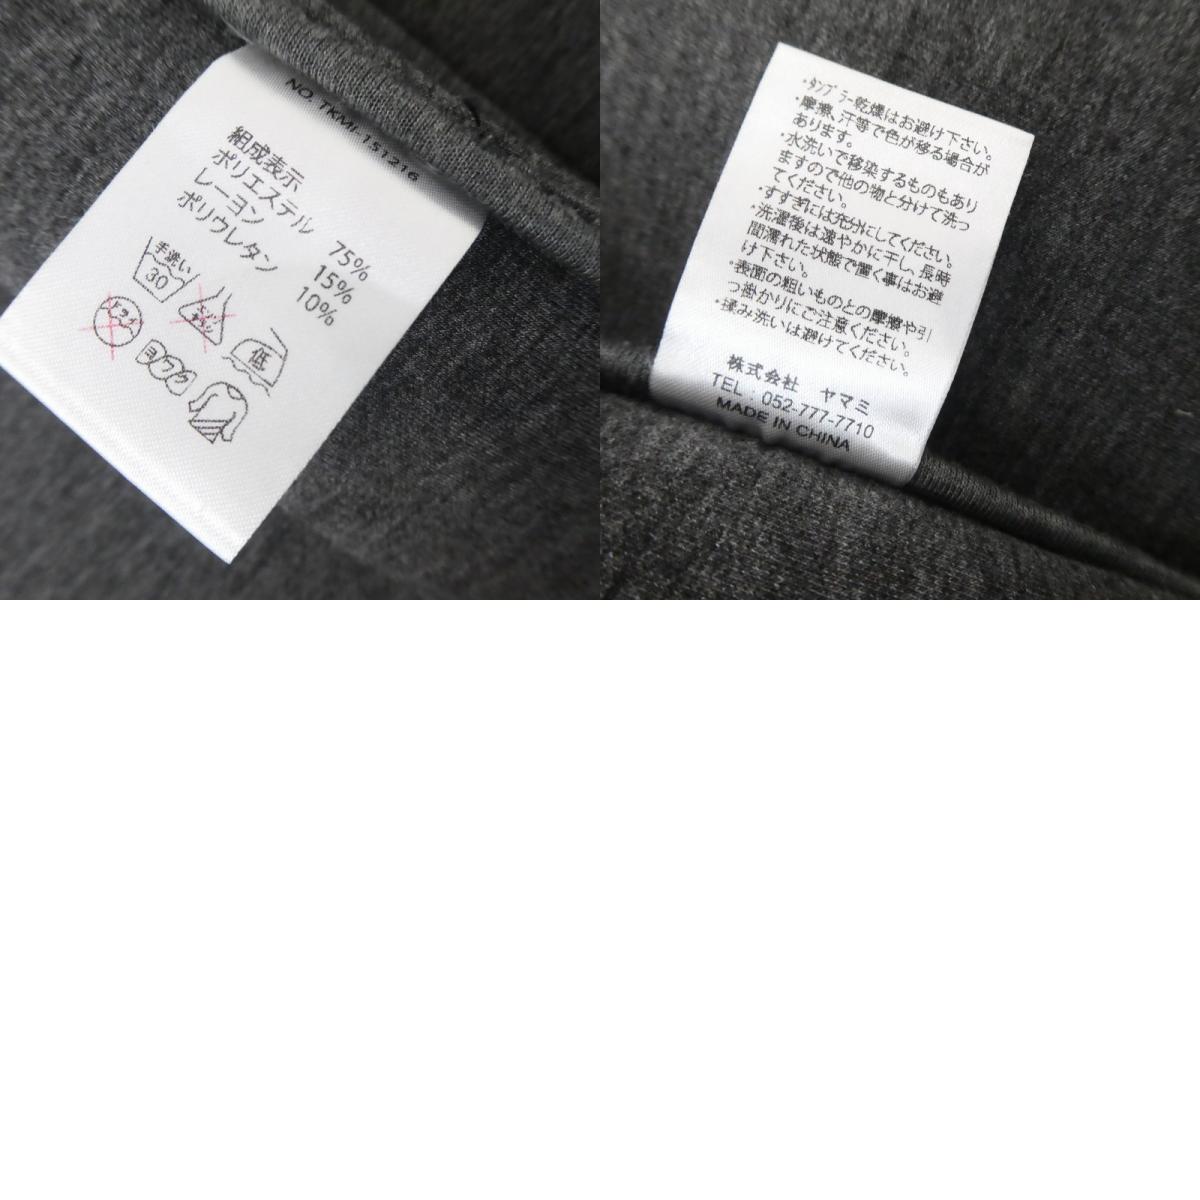 NO. TKMI-151216
組成表示
ポリエステル 75%
レーヨン 15%
ポリウレタン 10%
手洗い
30
エンソサラシ
低
ドライ
ヨワク
・タンブラー乾燥はお避け下さい。
・摩擦、汗等で色が移る場合が
あります。
・水洗いで移染するものもあり
ますので他の物と分けて洗っ
てください。
・すすぎには充分にしてください。
・洗濯後は速やかに干し、長時
間濡れた状態で置く事はお避
け下さい。
・表面の粗いものとの摩擦や引
っ掛かりにご注意ください。
・揉み洗いは避けてください。
株式会社 ヤマミ
TEL : 052-777-7710
MADE IN CHINA